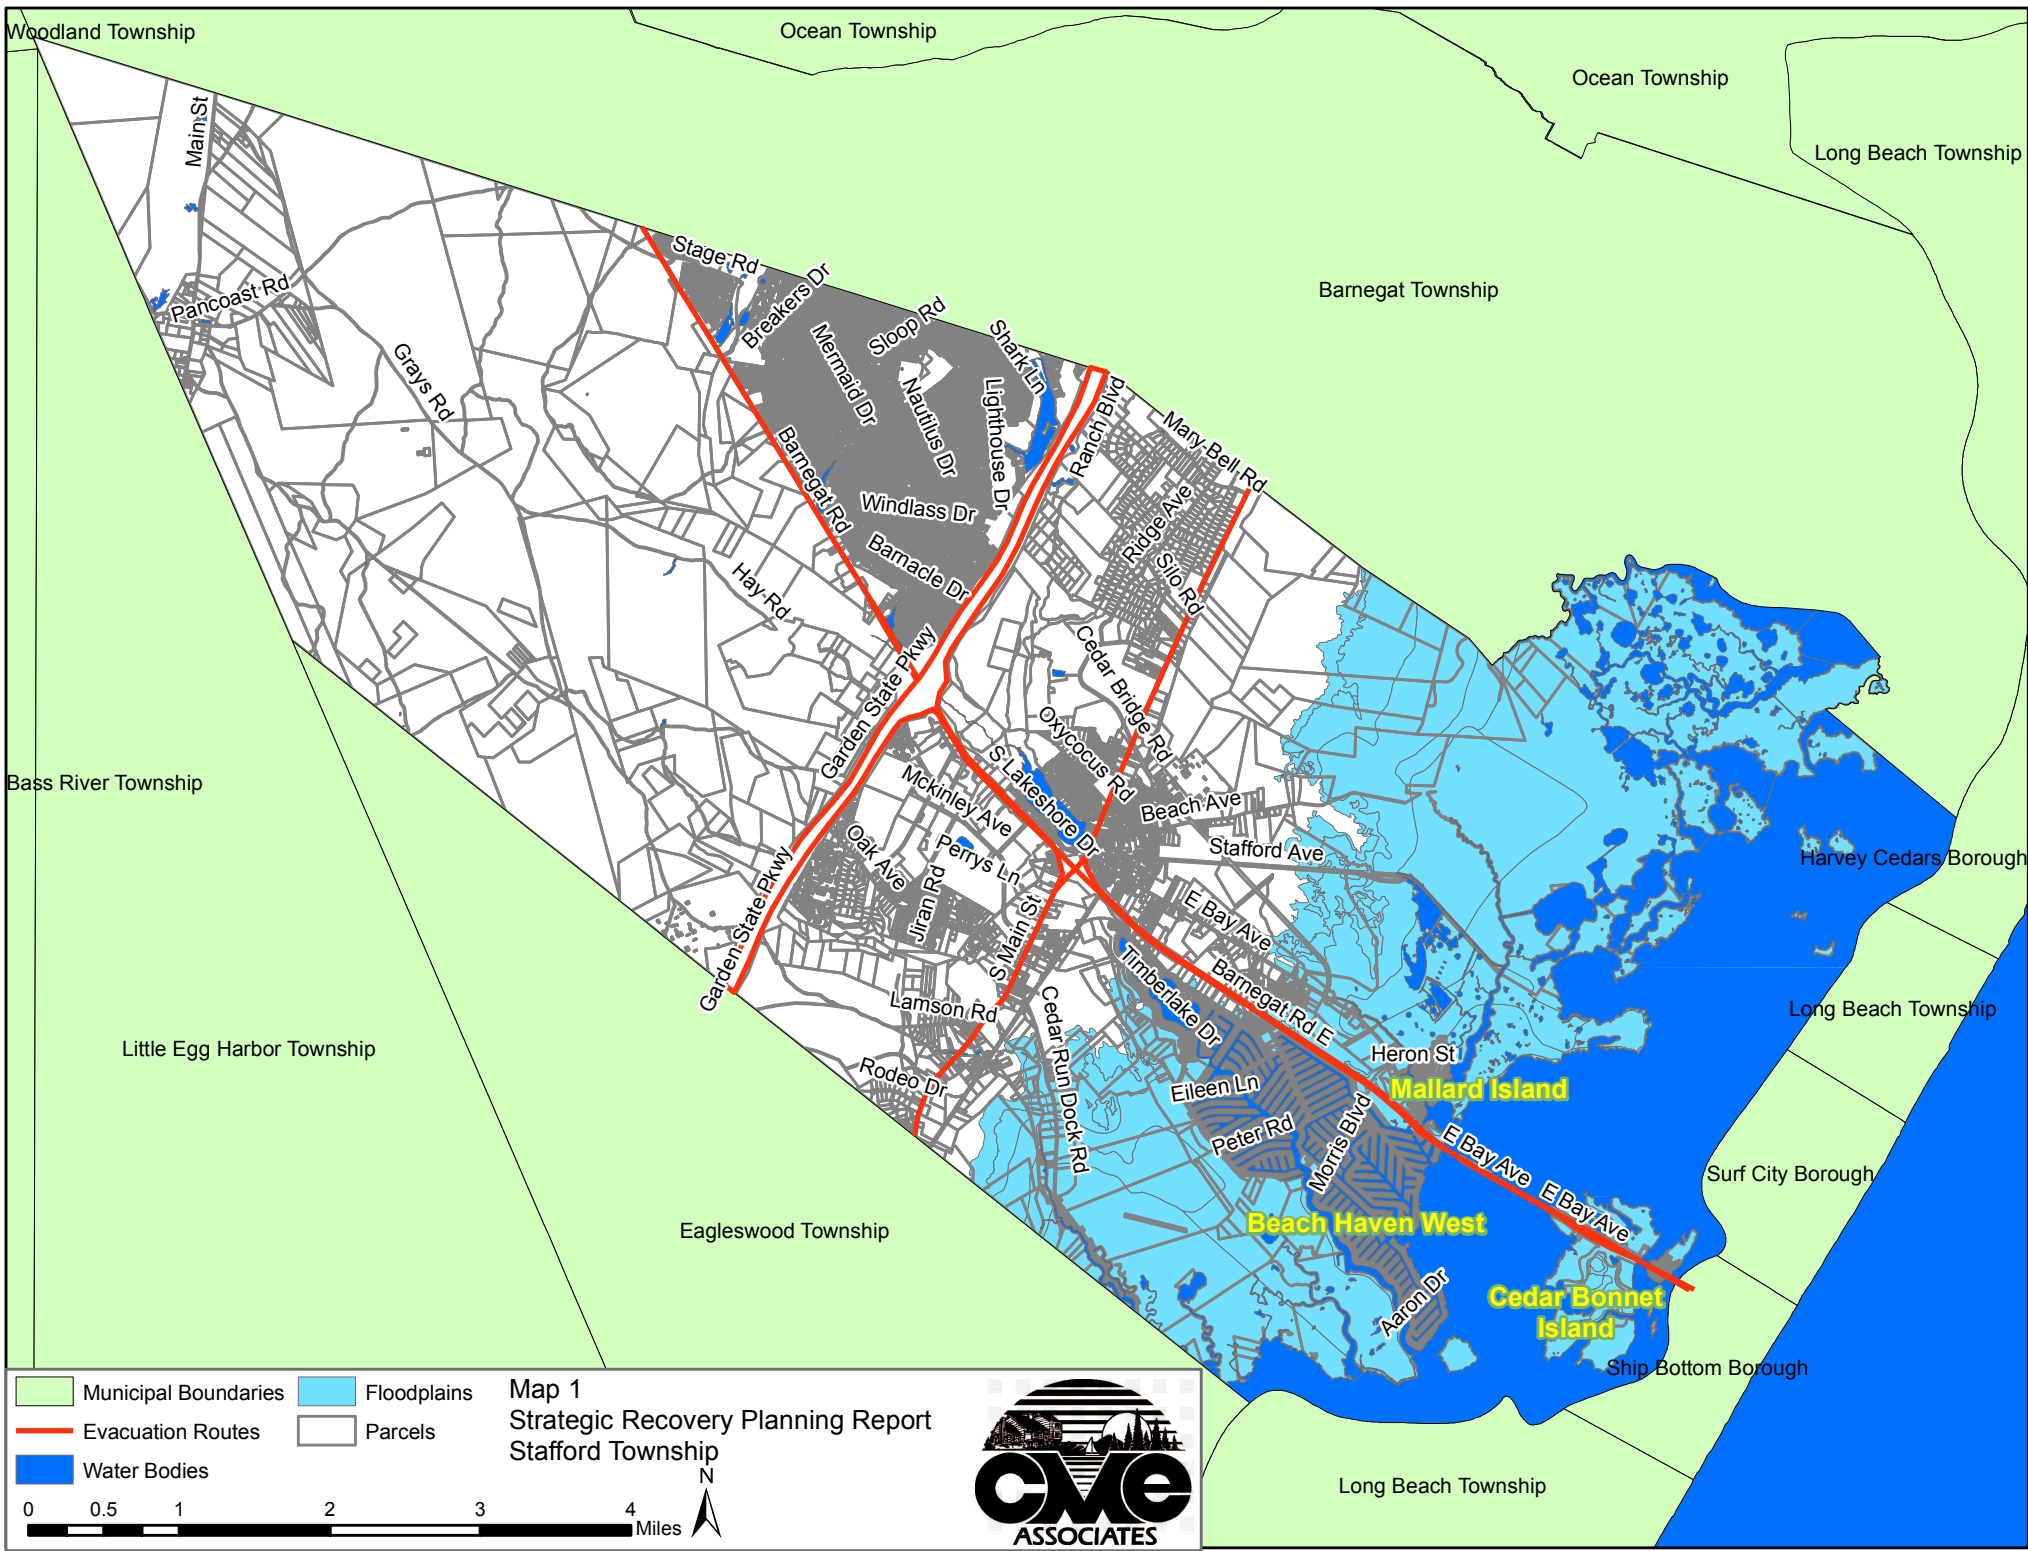 Woodland Township
Ocean Township
Ocean Township
Long Beach Township
Main St
Stage Rd
Breakers Dr
Pancoast Rd
Barnegat Township
Sloop Rd
Shark Ln
Mermaid Dr
Grays Rd
Nautilus Dr
Lighthouse Dr
Ranch Blvd
Mary Bell Rd
Barnegat Rd
Windlass Dr
Ridge Ave
Barnacle Dr
Silo Rd
Hay Rd
Garden State Pkwy
Cedar Bridge Rd
Oxycocus Rd
S Lakeshore Dr
Bass River Township
Mckinley Ave
Beach Ave
Oak Ave
Perrys Ln
Stafford Ave
Harvey Cedars Borough
Garden State Pkwy
Jiran Rd
S Main St
E Bay Ave
Timberlake Dr
Barnegat Rd E
Lamson Rd
Long Beach Township
Little Egg Harbor Township
Cedar Run Dock Rd
Heron St
Rodeo Dr
Eileen Ln
Mallard Island
Peter Rd
Morris Blvd
E Bay Ave
E Bay Ave
Surf City Borough
Eagleswood Township
Beach Haven West
Aaron Dr
Cedar Bonnet
Island
Ship Bottom Borough
Long Beach Township
Municipal Boundaries
Floodplains
Evacuation Routes
Parcels
Water Bodies
Map 1
Strategic Recovery Planning Report
Stafford Township
N
0 0.5 1 2 3 4
Miles
cme
ASSOCIATES